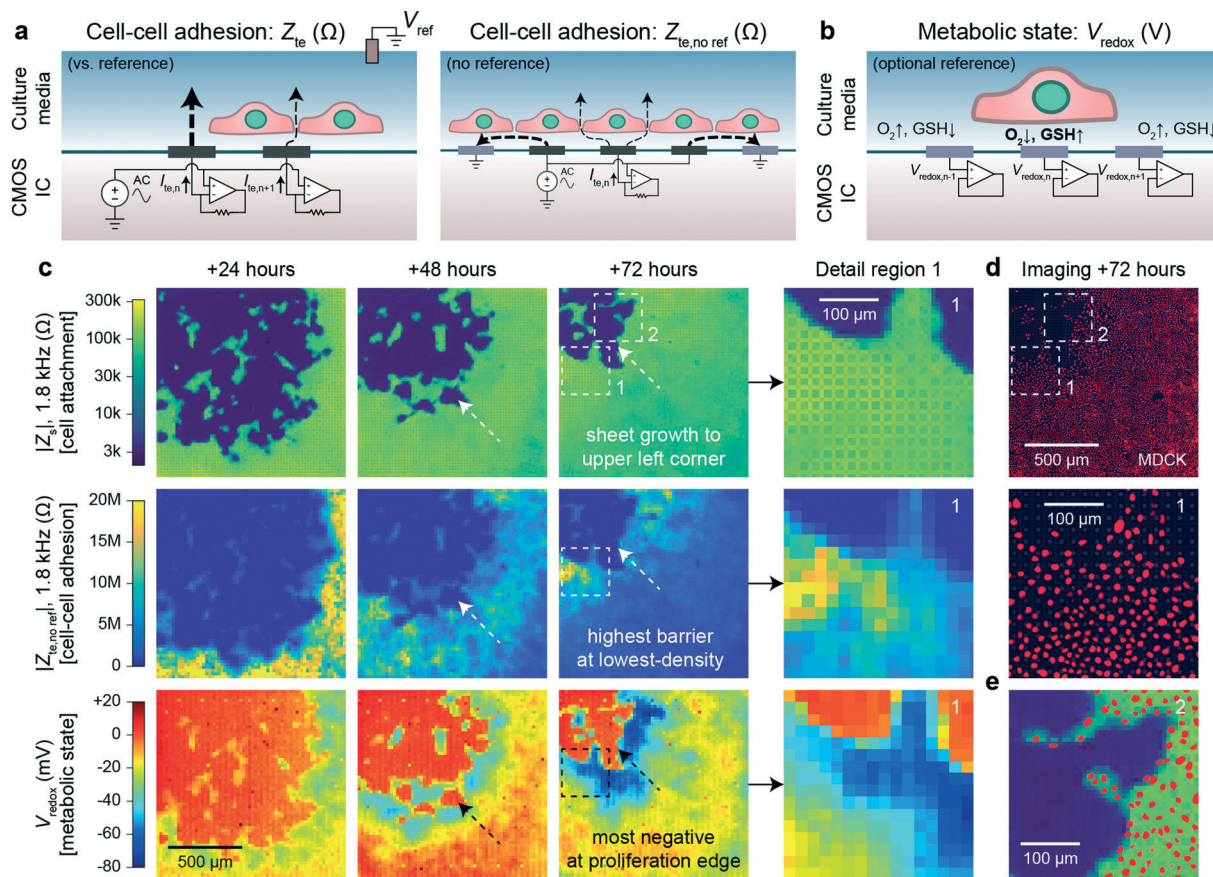 a
Cell-cell adhesion: Zte (Ω)
Vref
Cell-cell adhesion: Zte,no ref (Ω)
b
Metabolic state: Vredox (V)
Culture media
CMOS IC
(vs. reference)
AC
Ite,n
Ite,n+1
(no reference)
AC
Ite,n
Culture media
CMOS IC
(optional reference)
O2↑, GSH↓
O2↓, GSH↑
O2↑, GSH↓
Vredox,n-1
Vredox,n
Vredox,n+1
c
+24 hours
+48 hours
+72 hours
Detail region 1
d
Imaging +72 hours
|Zs|, 1.8 kHz (Ω)
[cell attachment]
300k
100k
30k
10k
3k
2
1
sheet growth to
upper left corner
100 µm
1
2
1
500 µm
MDCK
|Zte,no ref|, 1.8 kHz (Ω)
[cell-cell adhesion]
20M
15M
10M
5M
0
highest barrier
at lowest-density
1
100 µm
1
Vredox (mV)
[metabolic state]
+20
0
-20
-40
-60
-80
500 µm
most negative
at proliferation edge
1
e
2
100 µm